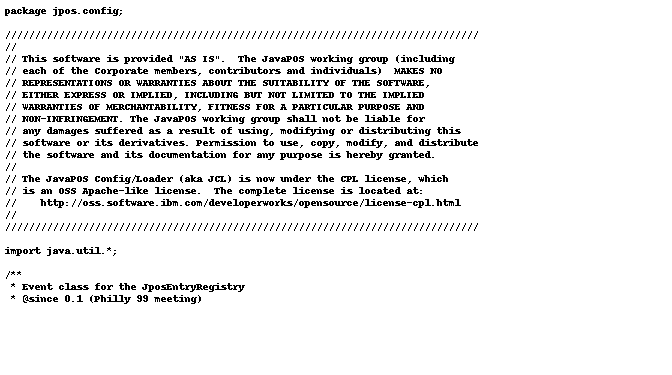 package jpos.config;
///////////////////////////////////////////////////////////////////////////////
//
// This software is provided "AS IS".  The JavaPOS working group (including
// each of the Corporate members, contributors and individuals)  MAKES NO
// REPRESENTATIONS OR WARRANTIES ABOUT THE SUITABILITY OF THE SOFTWARE,
// EITHER EXPRESS OR IMPLIED, INCLUDING BUT NOT LIMITED TO THE IMPLIED
// WARRANTIES OF MERCHANTABILITY, FITNESS FOR A PARTICULAR PURPOSE AND
// NON-INFRINGEMENT. The JavaPOS working group shall not be liable for
// any damages suffered as a result of using, modifying or distributing this
// software or its derivatives. Permission to use, copy, modify, and distribute
// the software and its documentation for any purpose is hereby granted.
//
// The JavaPOS Config/Loader (aka JCL) is now under the CPL license, which
// is an OSS Apache-like license.  The complete license is located at:
//    http://oss.software.ibm.com/developerworks/opensource/license-cpl.html
//
///////////////////////////////////////////////////////////////////////////////
import java.util.*;
/**
 * Event class for the JposEntryRegistry
 * @since 0.1 (Philly 99 meeting)